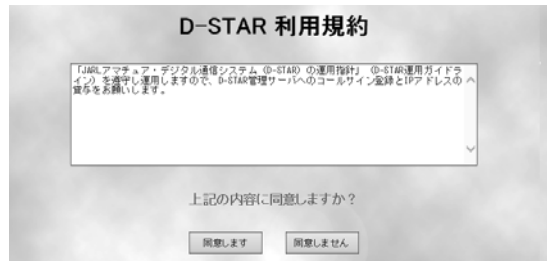 D-STAR 利用規約
「JARLアマチュア・デジタル通信システム（D-STAR）の運用指針」（D-STAR運用ガイドラ
イン）を遵守し運用しますので、D-STAR管理サーバへのコールサイン登録とIPアドレスの
貸与をお願いします。
上記の内容に同意しますか？
同意します 同意しません